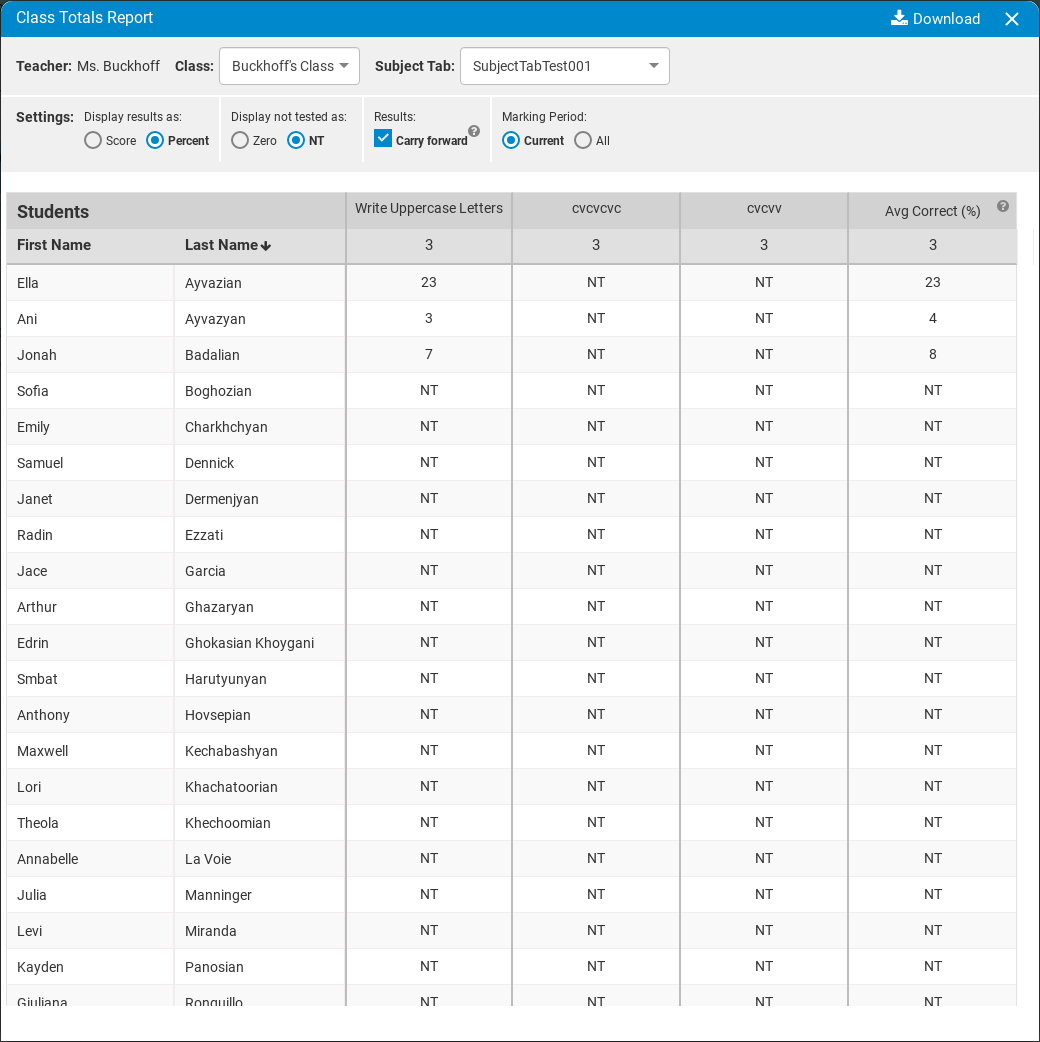 Class Totals Report Download
Teacher: Ms. Buckhoff Class: Buckhoff's Class Subject Tab: SubjectTabTest001
Settings: Display results as: Display not tested as: Results: Marking Period:
Score Percent Zero NT Carry forward ? Current All
Students Write Uppercase Letters cvcvcvc cvcvv Avg Correct (%) ?
First Name Last Name 3 3 3 3
Ella Ayvazian 23 NT NT 23
Ani Ayvazyan 3 NT NT 4
Jonah Badalian 7 NT NT 8
Sofia Boghozian NT NT NT NT
Emily Charkhchyan NT NT NT NT
Samuel Dennick NT NT NT NT
Janet Dermenjyan NT NT NT NT
Radin Ezzati NT NT NT NT
Jace Garcia NT NT NT NT
Arthur Ghazaryan NT NT NT NT
Edrin Ghokasian Khoygani NT NT NT NT
Smbat Harutyunyan NT NT NT NT
Anthony Hovsepian NT NT NT NT
Maxwell Kechabashyan NT NT NT NT
Lori Khachatoorian NT NT NT NT
Theola Khechoomian NT NT NT NT
Annabelle La Voie NT NT NT NT
Julia Manninger NT NT NT NT
Levi Miranda NT NT NT NT
Kayden Panosian NT NT NT NT
Giuliana Ronquillo NT NT NT NT